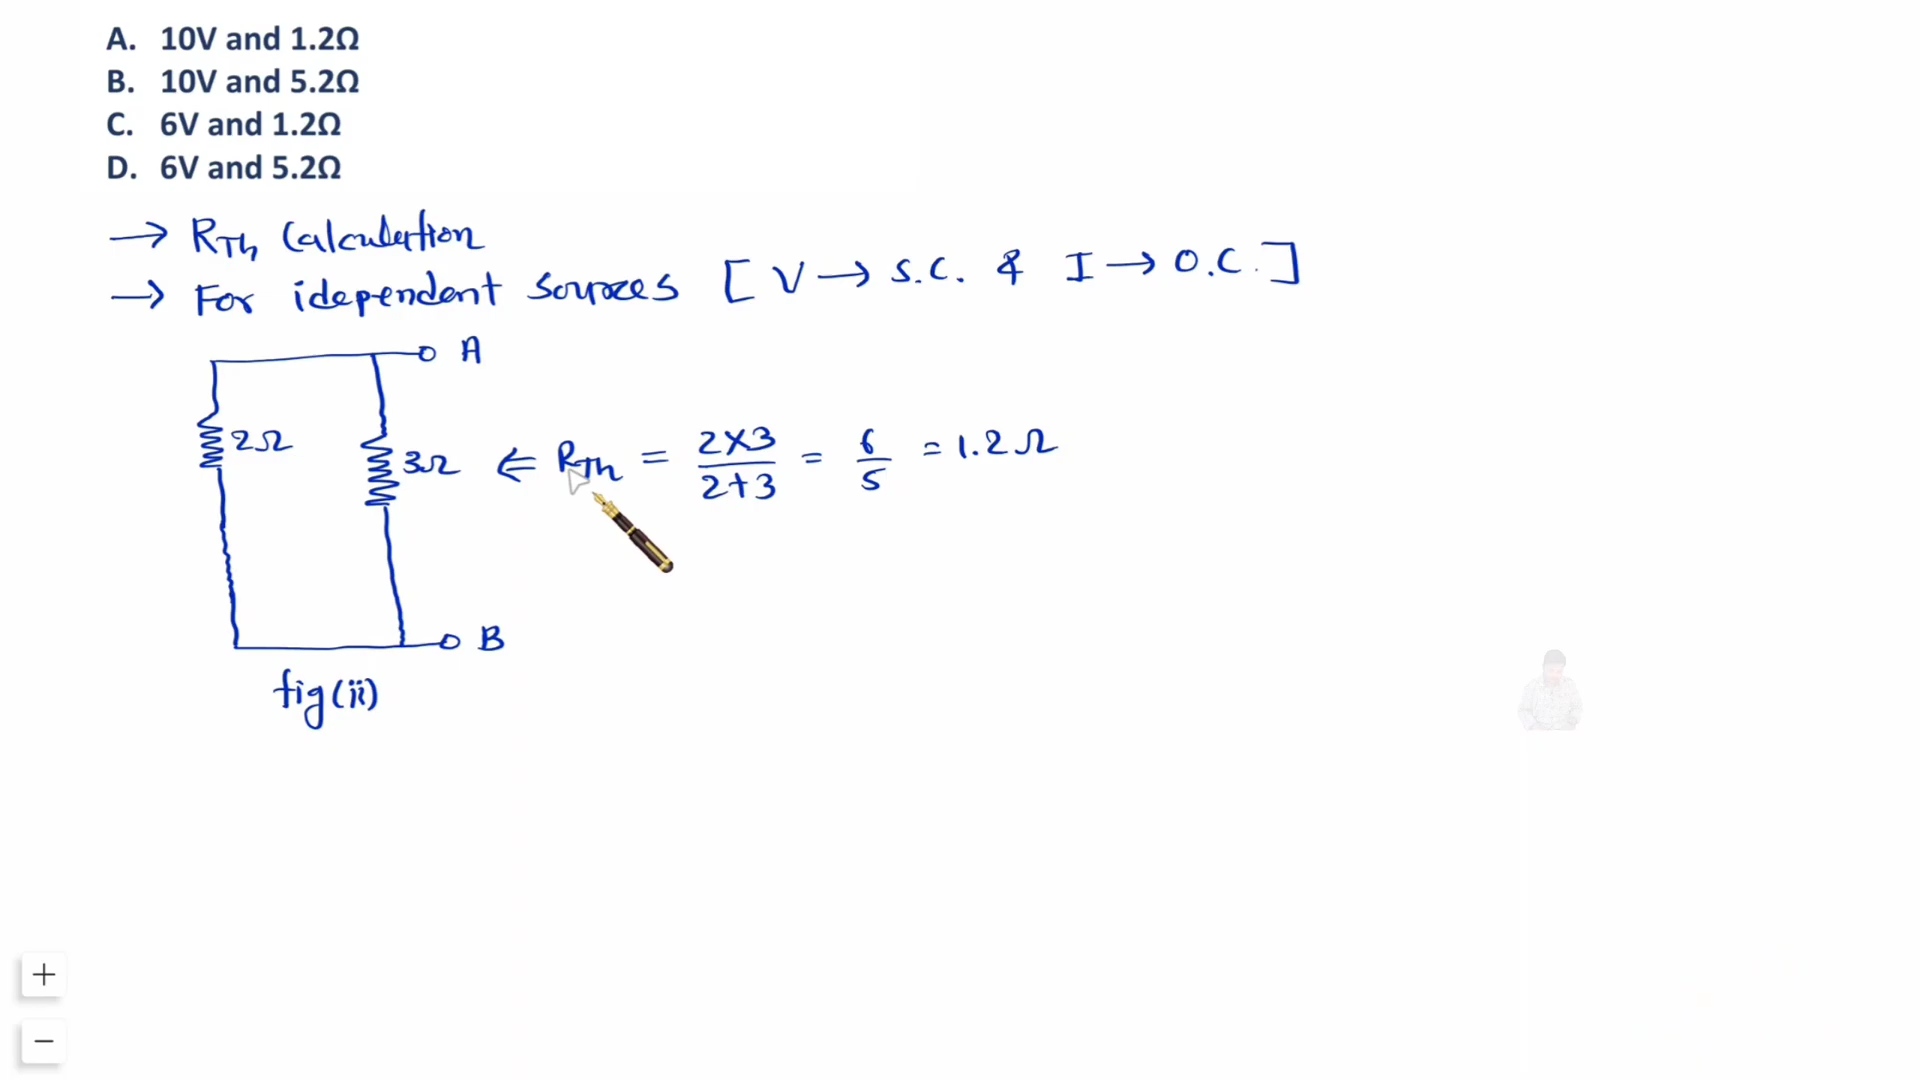 A. 10V and 1.2Ω
B. 10V and 5.2Ω
C. 6V and 1.2Ω
D. 6V and 5.2Ω
→ RTh Calculation
→ For idependent sources [ V → S.C. & I → O.C. ]
A
2Ω
3Ω ⇐ RTh = 2×3 / 2+3 = 6 / 5 = 1.2Ω
B
fig(ii)
+
−